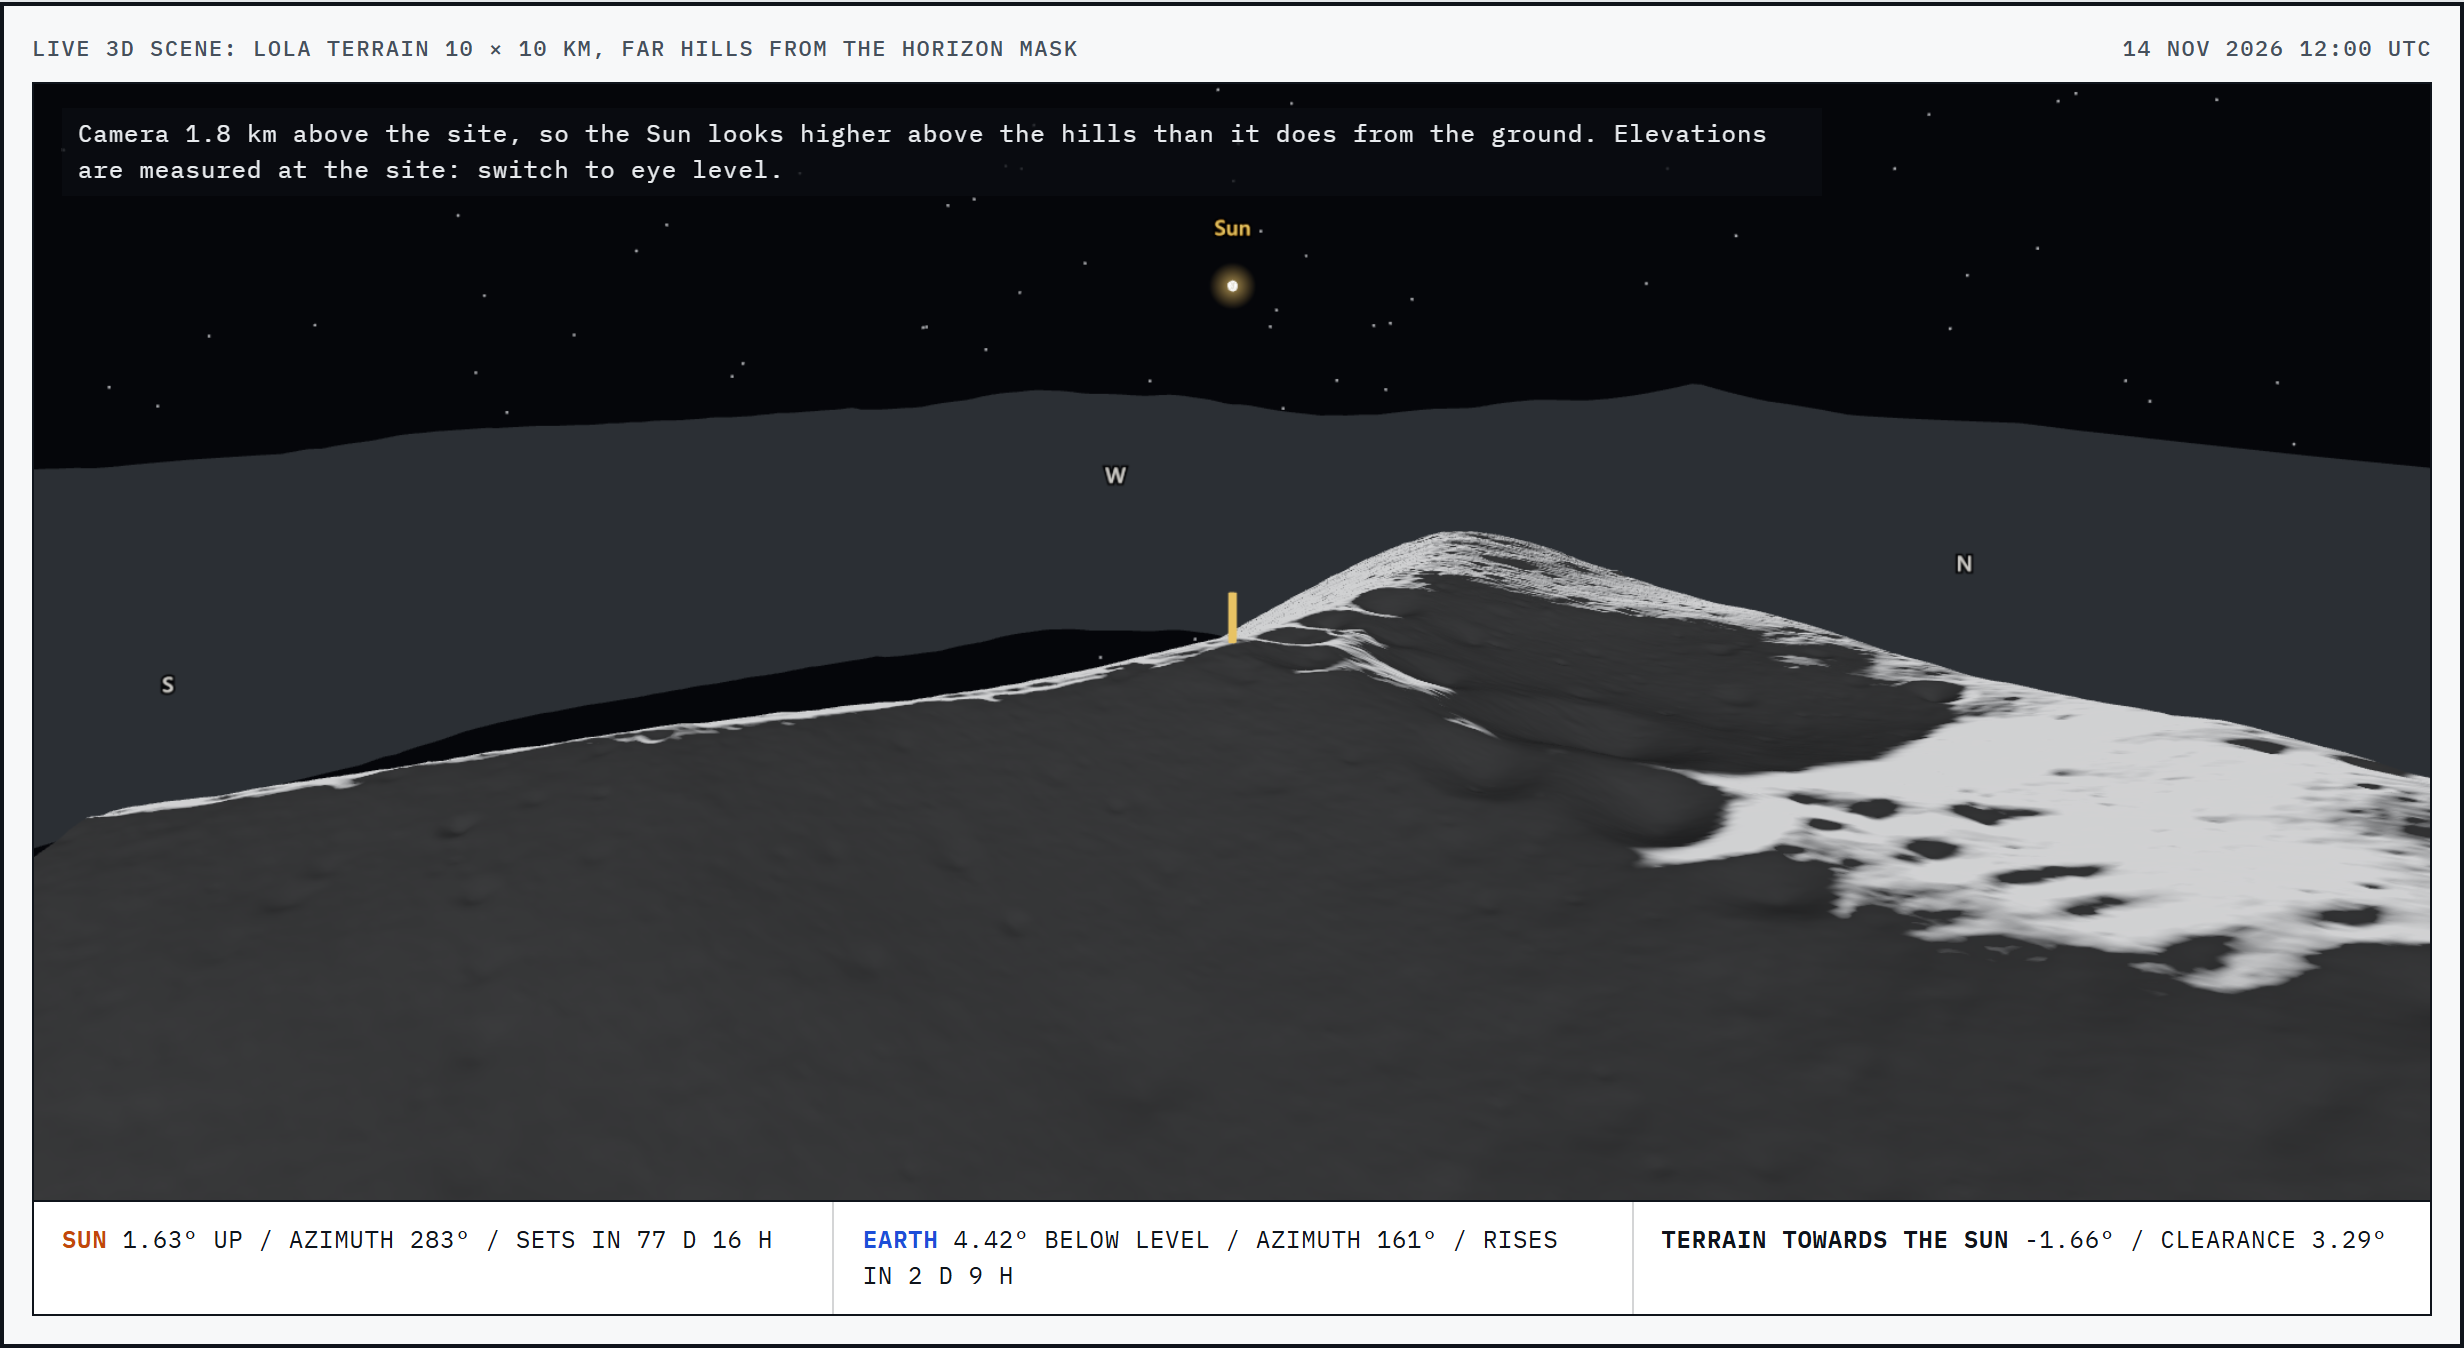 LIVE 3D SCENE: LOLA TERRAIN 10 × 10 KM, FAR HILLS FROM THE HORIZON MASK
14 NOV 2026 12:00 UTC
Camera 1.8 km above the site, so the Sun looks higher above the hills than it does from the ground. Elevations
are measured at the site: switch to eye level.
Sun
W
N
S
SUN 1.63° UP / AZIMUTH 283° / SETS IN 77 D 16 H
EARTH 4.42° BELOW LEVEL / AZIMUTH 161° / RISES
IN 2 D 9 H
TERRAIN TOWARDS THE SUN -1.66° / CLEARANCE 3.29°